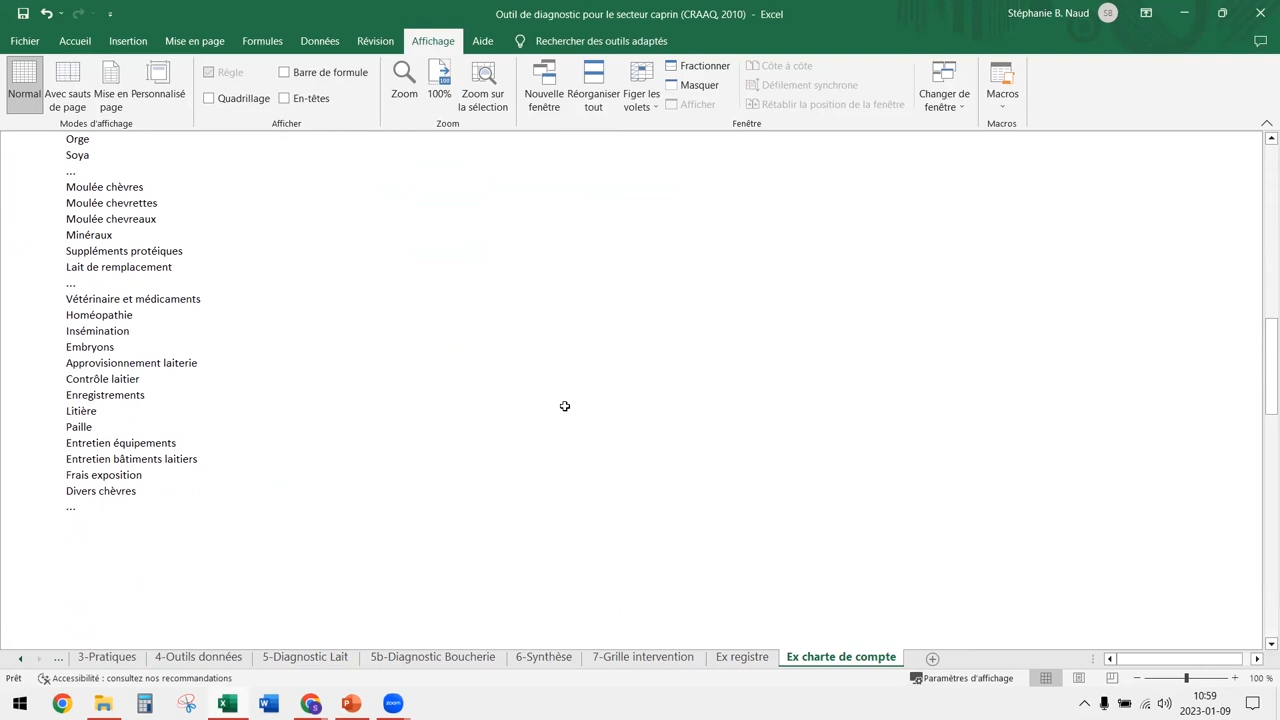 Outil de diagnostic pour le secteur caprin (CRAAQ, 2010) - Excel
Stéphanie B. Naud
SB
Fichier Accueil Insertion Mise en page Formules Données Révision Affichage Aide Rechercher des outils adaptés
Normal
Avec sauts de page
Mise en page
Personnalisé
Modes d'affichage
Règle
Barre de formule
Quadrillage
En-têtes
Afficher
Zoom
100%
Zoom sur la sélection
Zoom
Nouvelle fenêtre
Réorganiser tout
Figer les volets
Fractionner
Masquer
Afficher
Côte à côte
Défilement synchrone
Rétablir la position de la fenêtre
Changer de fenêtre
Fenêtre
Macros
Macros
Orge
Soya
...
Moulée chèvres
Moulée chevrettes
Moulée chevreaux
Minéraux
Suppléments protéiques
Lait de remplacement
...
Vétérinaire et médicaments
Homéopathie
Insémination
Embryons
Approvisionnement laiterie
Contrôle laitier
Enregistrements
Litière
Paille
Entretien équipements
Entretien bâtiments laitiers
Frais exposition
Divers chèvres
...
... 3-Pratiques 4-Outils données 5-Diagnostic Lait 5b-Diagnostic Boucherie 6-Synthèse 7-Grille intervention Ex registre Ex charte de compte
Prêt Accessibilité : consultez nos recommandations Paramètres d'affichage 100 %
zoom
10:59
2023-01-09